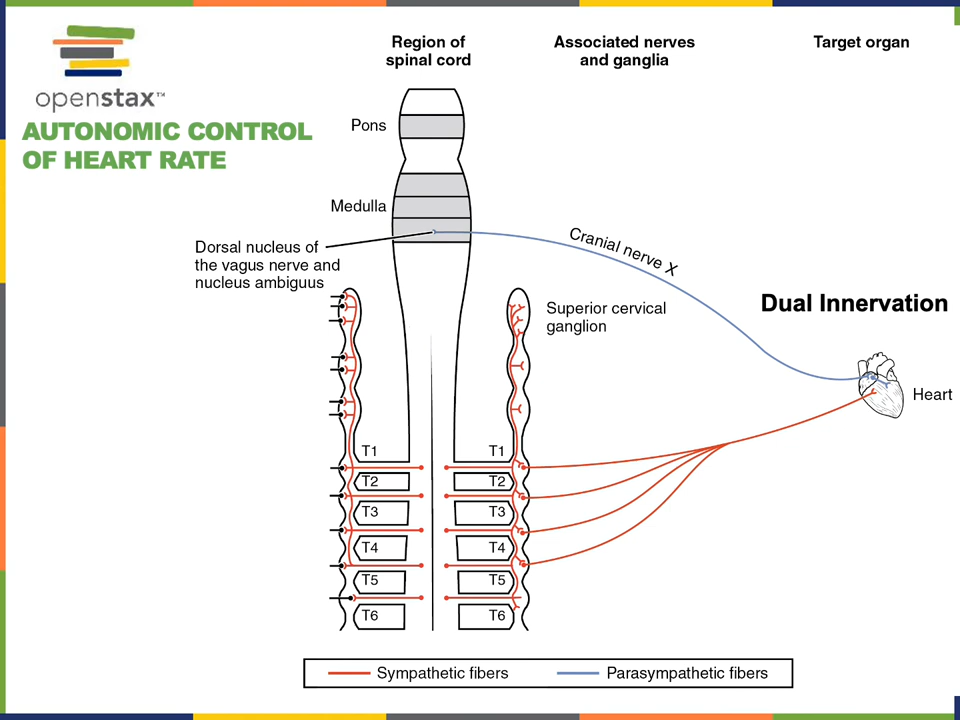 openstax™
AUTONOMIC CONTROL
OF HEART RATE
Region of
spinal cord
Associated nerves
and ganglia
Target organ
Pons
Medulla
Dorsal nucleus of
the vagus nerve and
nucleus ambiguus
Cranial nerve X
Superior cervical
ganglion
Dual Innervation
Heart
T1
T1
T2
T2
T3
T3
T4
T4
T5
T5
T6
T6
Sympathetic fibers
Parasympathetic fibers